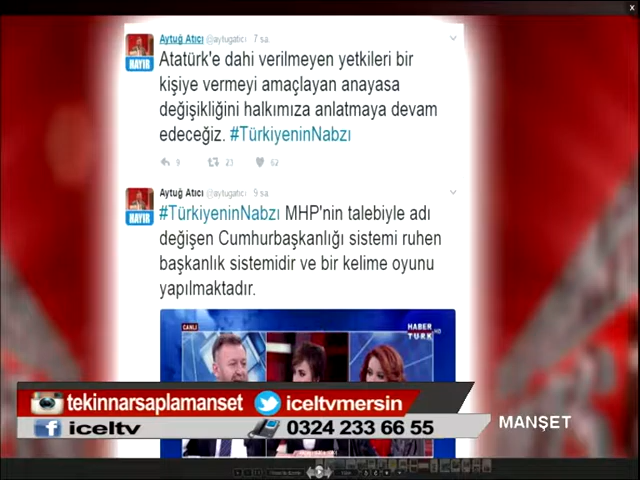 Aytuğ Atıcı @aytugatici · 7 sa.
Atatürk'e dahi verilmeyen yetkileri bir
kişiye vermeyi amaçlayan anayasa
değişikliğini halkımıza anlatmaya devam
edeceğiz. #TürkiyeninNabzı
HAYIR
9 23 62
Aytuğ Atıcı @aytugatici · 9 sa.
#TürkiyeninNabzı MHP'nin talebiyle adı
değişen Cumhurbaşkanlığı sistemi ruhen
başkanlık sistemidir ve bir kelime oyunu
yapılmaktadır.
HAYIR
CANLI
HABER
TÜRK HD
tekinnarsaplamanset iceltvmersin
iceltv 0324 233 66 55
MANŞET